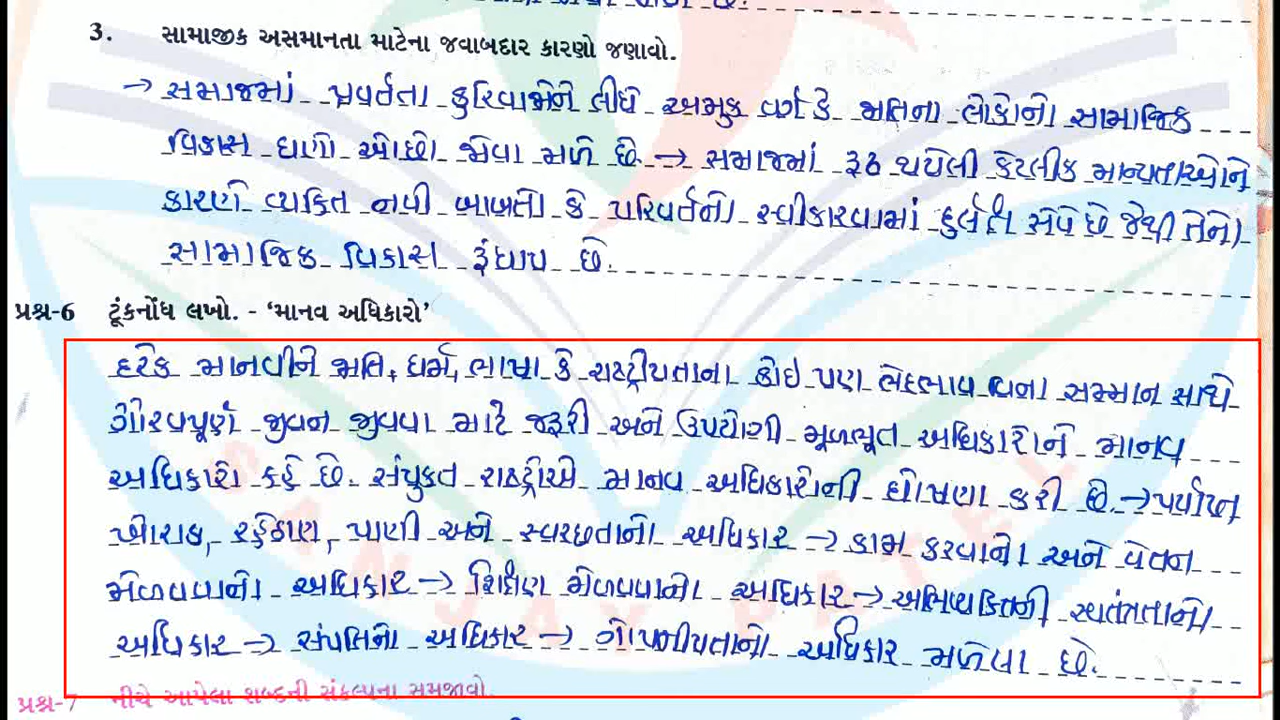 3. સામાજીક અસમાનતા માટેના જવાબદાર કારણો જણાવો.
→ સમાજમાં પ્રવર્તતા કુરિવાજોને લીધે અમુક વર્ગ કે જાતિના લોકોનો સામાજિક
વિકાસ ઘણો ઓછો જોવા મળે છે. → સમાજમાં રૂઢ થયેલી કેટલીક માન્યતાઓને
કારણે વ્યકિત નવી બાબતો કે પરિવર્તનો સ્વીકારવામાં દુર્લક્ષ સેવે છે જેથી તેનો
સામાજિક વિકાસ રૂંધાય છે.
પ્રશ્ન-6 ટૂંકનોંધ લખો. - ‘માનવ અધિકારો’
દરેક માનવીને જાતિ, ધર્મ, ભાષા કે રાષ્ટ્રીયતાના કોઇ પણ ભેદભાવ વિના સમ્માન સાથે
ગૌરવપૂર્ણ જીવન જીવવા માટે જરૂરી અને ઉપયોગી મૂળભૂત અધિકારોને માનવ
અધિકારો કહે છે. સંયુકત રાષ્ટ્રોએ માનવ અધિકારોની ઘોષણા કરી છે. → પર્યાપ્ત
ખોરાક, રહેઠાણ, પાણી અને સ્વચ્છતાનો અધિકાર → કામ કરવાનો અને વેતન
મેળવવાનો અધિકાર → શિક્ષણ મેળવવાનો અધિકાર → અભિવ્યકિતની સ્વતંત્રતાનો
અધિકાર → સંપતિનો અધિકાર → ગોપનીયતાનો અધિકાર મળેલા છે.
પ્રશ્ન-7 નીચે આપેલા શબ્દની સંકલ્પના સમજાવો.
SANJAY PATEL